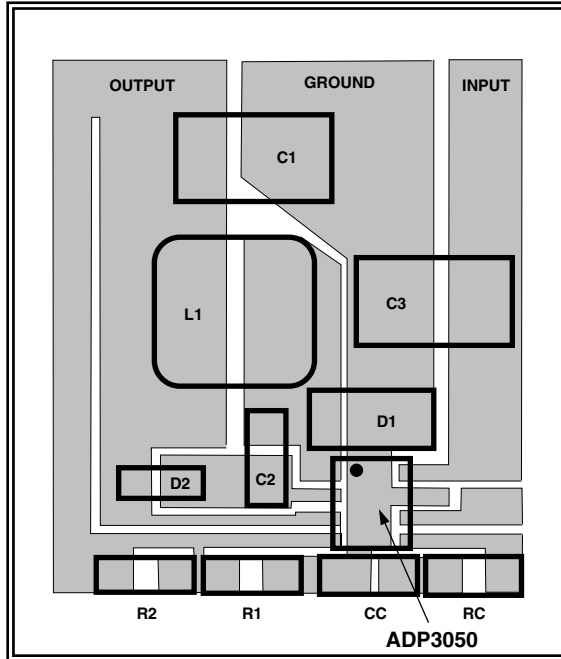 OUTPUT
GROUND
INPUT
C1
L1
C3
D1
D2
C2
R2
R1
CC
RC
ADP3050